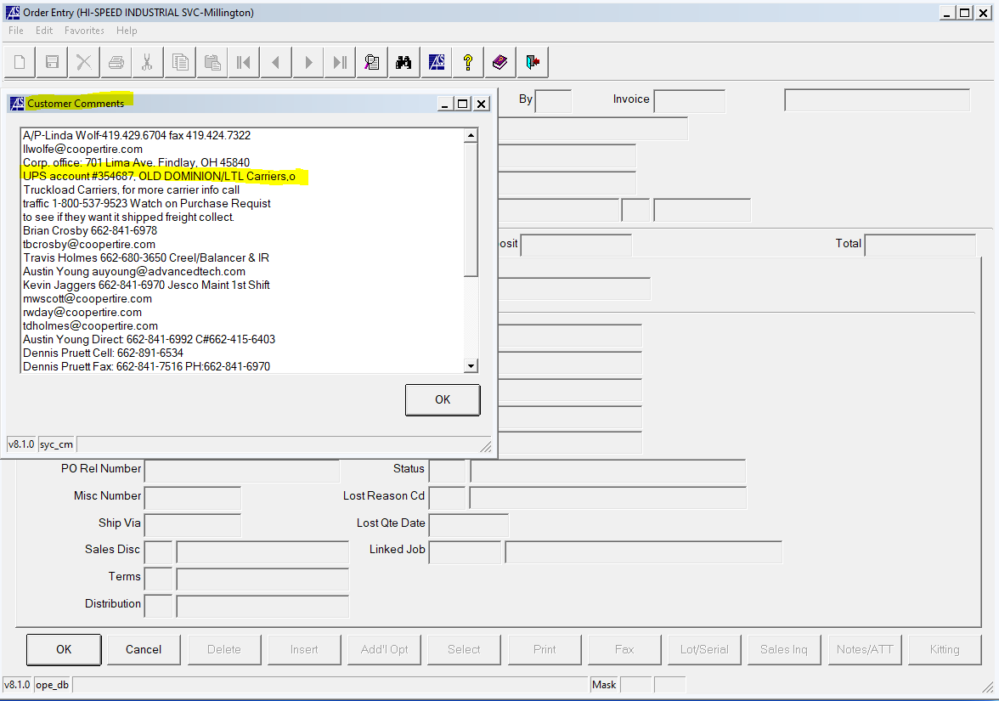 Order Entry (HI-SPEED INDUSTRIAL SVC-Millington)
File Edit Favorites Help
By Invoice
Customer Comments
A/P-Linda Wolf-419.429.6704 fax 419.424.7322
llwolfe@coopertire.com
Corp. office: 701 Lima Ave. Findlay, OH 45840
UPS account #354687, OLD DOMINION/LTL Carriers,o
Truckload Carriers, for more carrier info call
traffic 1-800-537-9523 Watch on Purchase Requist
to see if they want it shipped freight collect.
Brian Crosby 662-841-6978
tbcrosby@coopertire.com
Travis Holmes 662-680-3650 Creel/Balancer & IR
Austin Young auyoung@advancedtech.com
Kevin Jaggers 662-841-6970 Jesco Maint 1st Shift
mwscott@coopertire.com
rwday@coopertire.com
tdholmes@coopertire.com
Austin Young Direct: 662-841-6992 C#662-415-6403
Dennis Pruett Cell: 662-891-6534
Dennis Pruett Fax: 662-841-7516 PH:662-841-6970
OK
v8.1.0 syc_cm
osit Total
PO Rel Number Status
Misc Number Lost Reason Cd
Ship Via Lost Qte Date
Sales Disc Linked Job
Terms
Distribution
OK Cancel Delete Insert Add'l Opt Select Print Fax Lot/Serial Sales Inq Notes/ATT Kitting
v8.1.0 ope_db Mask